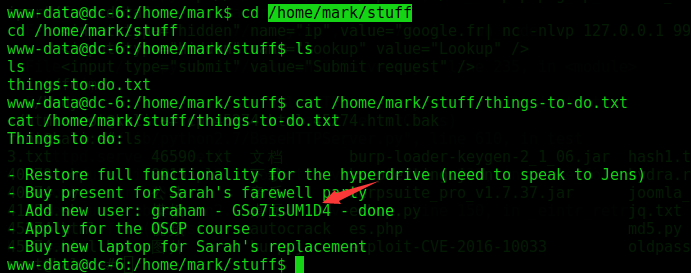 www-data@dc-6:/home/mark$ cd /home/mark/stuff
cd /home/mark/stuff
www-data@dc-6:/home/mark/stuff$ ls
ls
things-to-do.txt
www-data@dc-6:/home/mark/stuff$ cat /home/mark/stuff/things-to-do.txt
cat /home/mark/stuff/things-to-do.txt
Things to do:
- Restore full functionality for the hyperdrive (need to speak to Jens)
- Buy present for Sarah's farewell party
- Add new user: graham - GSo7isUM1D4 - done
- Apply for the OSCP course
- Buy new laptop for Sarah's replacement
www-data@dc-6:/home/mark/stuff$